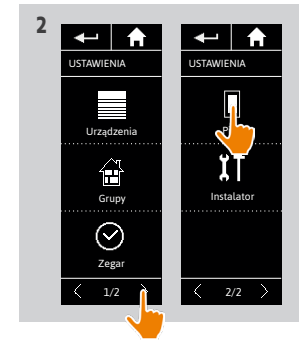 2
USTAWIENIA
Urządzenia
Grupy
Zegar
1/2
USTAWIENIA
Instalator
2/2